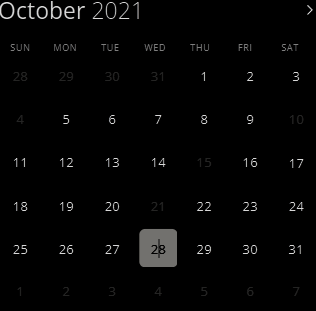 October 2021
SUN MON TUE WED THU FRI SAT
28 29 30 31 1 2 3
4 5 6 7 8 9 10
11 12 13 14 15 16 17
18 19 20 21 22 23 24
25 26 27 28 29 30 31
1 2 3 4 5 6 7